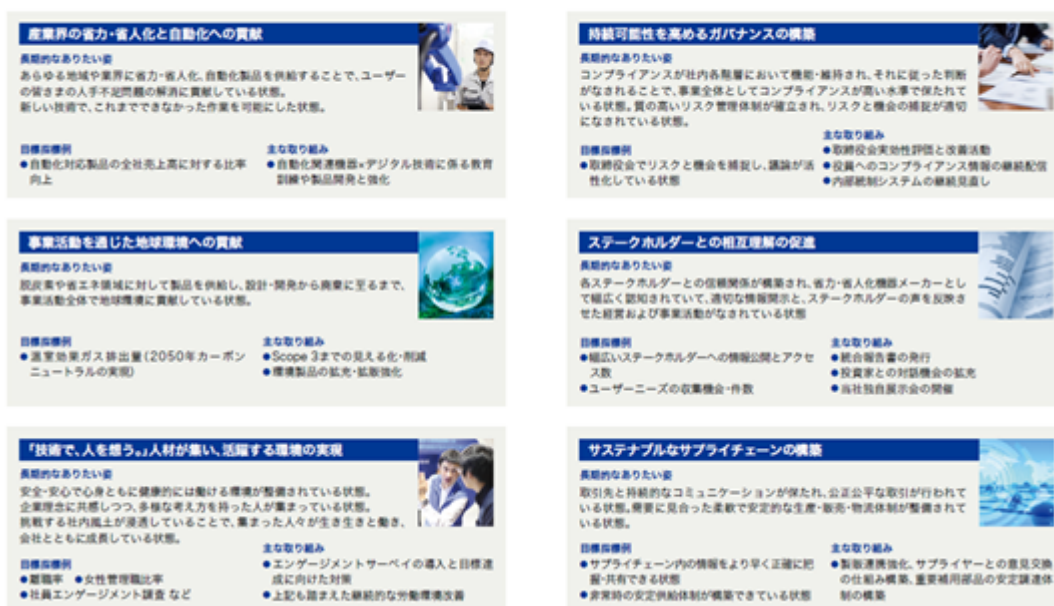 産業界の省力・省人化と自動化への貢献
長期的なありたい姿
あらゆる地域や業界に省力・省人化、自動化製品を供給することで、ユーザー
の皆さまの人手不足問題の解消に貢献している状態。
新しい技術で、これまでできなかった作業を可能にした状態。
目標指標例
●自動化対応製品の全社売上高に対する比率
向上
主な取り組み
●自動化関連機器×デジタル技術に係る教育
訓練や製品開発と強化
持続可能性を高めるガバナンスの構築
長期的なありたい姿
コンプライアンスが社内各階層において機能・維持され、それに従った判断
がなされることで、事業全体としてコンプライアンスが高い水準で保たれて
いる状態。質の高いリスク管理体制が確立され、リスクと機会の捕捉が適切
になされている状態。
目標指標例
●取締役会でリスクと機会を捕捉し、議論が活
性化している状態
主な取り組み
●取締役会実効性評価と改善活動
●役員へのコンプライアンス情報の継続配信
●内部統制システムの継続見直し
事業活動を通じた地球環境への貢献
長期的なありたい姿
脱炭素や省エネ領域に対して製品を供給し、設計・開発から廃棄に至るまで、
事業活動全体で地球環境に貢献している状態。
目標指標例
●温室効果ガス排出量(2050年カーボン
ニュートラルの実現)
主な取り組み
●Scope 3までの見える化・削減
●環境製品の拡充・拡販強化
ステークホルダーとの相互理解の促進
長期的なありたい姿
各ステークホルダーとの信頼関係が構築され、省力・省人化機器メーカーとし
て幅広く認知されていて、適切な情報開示と、ステークホルダーの声を反映さ
せた経営および事業活動がなされている状態
目標指標例
●幅広いステークホルダーへの情報公開とアクセ
ス数
●ユーザーニーズの収集機会・件数
主な取り組み
●統合報告書の発行
●投資家との対話機会の拡充
●当社独自展示会の開催
「技術で、人を想う。」人材が集い、活躍する環境の実現
長期的なありたい姿
安全・安心で心身ともに健康的には働ける環境が整備されている状態。
企業理念に共感しつつ、多様な考え方を持った人が集まっている状態。
挑戦する社内風土が浸透していることで、集まった人々が生き生きと働き、
会社とともに成長している状態。
目標指標例
●離職率 ●女性管理職比率
●社員エンゲージメント調査 など
主な取り組み
●エンゲージメントサーベイの導入と目標達
成に向けた対策
●上記も踏まえた継続的な労働環境改善
サステナブルなサプライチェーンの構築
長期的なありたい姿
取引先と持続的なコミュニケーションが保たれ、公正公平な取引が行われて
いる状態。需要に見合った柔軟で安定的な生産・販売・物流体制が整備されて
いる状態。
目標指標例
●サプライチェーン内の情報をより早く正確に把
握・共有できる状態
●非常時の安定供給体制が構築できている状態
主な取り組み
●製販連携強化、サプライヤーとの意見交換
の仕組み構築、重要補用部品の安定調達体
制の構築